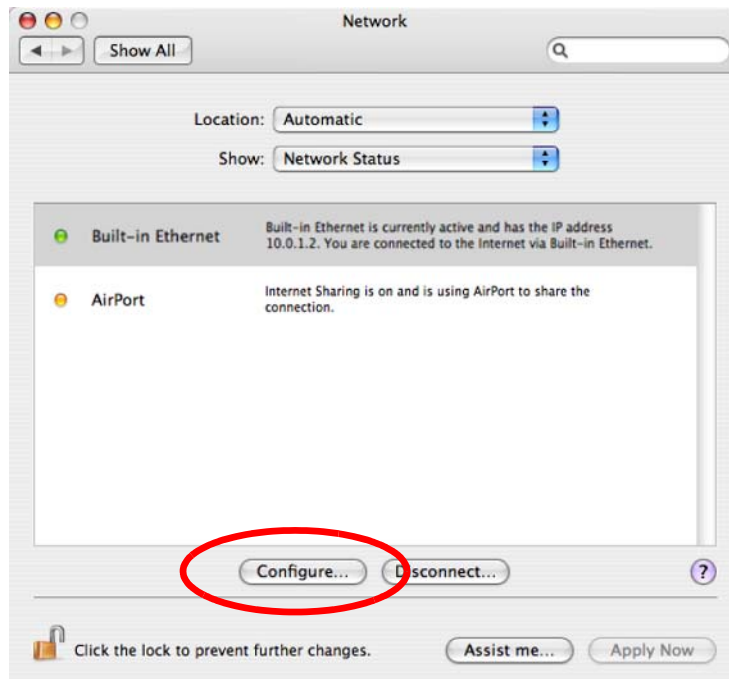 Network
Show All
Location: Automatic
Show: Network Status
Built-in Ethernet
Built-in Ethernet is currently active and has the IP address
10.0.1.2. You are connected to the Internet via Built-in Ethernet.
AirPort
Internet Sharing is on and is using AirPort to share the
connection.
Configure... Disconnect... ?
Click the lock to prevent further changes. Assist me... Apply Now